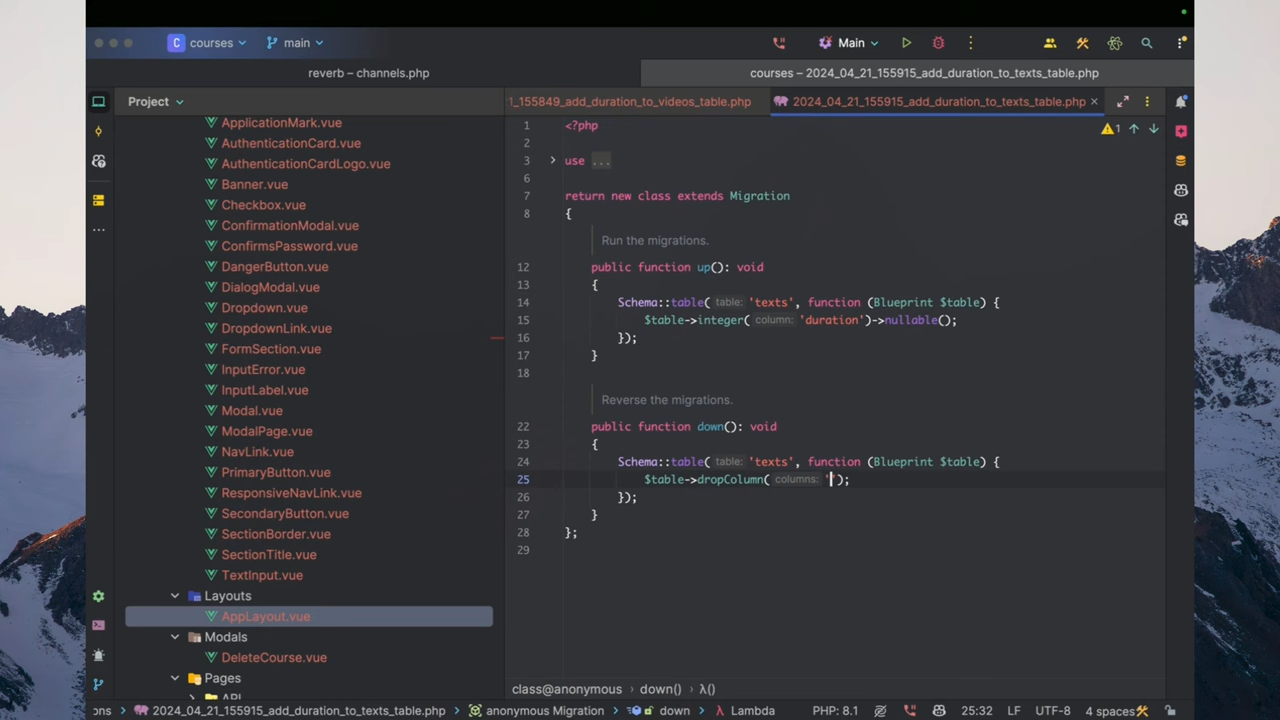 C courses main Main
reverb – channels.php courses – 2024_04_21_155915_add_duration_to_texts_table.php
Project
ApplicationMark.vue
AuthenticationCard.vue
AuthenticationCardLogo.vue
Banner.vue
Checkbox.vue
ConfirmationModal.vue
ConfirmsPassword.vue
DangerButton.vue
DialogModal.vue
Dropdown.vue
DropdownLink.vue
FormSection.vue
InputError.vue
InputLabel.vue
Modal.vue
ModalPage.vue
NavLink.vue
PrimaryButton.vue
ResponsiveNavLink.vue
SecondaryButton.vue
SectionBorder.vue
SectionTitle.vue
TextInput.vue
Layouts
AppLayout.vue
Modals
DeleteCourse.vue
Pages
API
1_155849_add_duration_to_videos_table.php 2024_04_21_155915_add_duration_to_texts_table.php
1 <?php
1
2
3 use ...
6
7 return new class extends Migration
8 {
Run the migrations.
12 public function up(): void
13 {
14 Schema::table( table: 'texts', function (Blueprint $table) {
15 $table->integer( column: 'duration')->nullable();
16 });
17 }
18
Reverse the migrations.
22 public function down(): void
23 {
24 Schema::table( table: 'texts', function (Blueprint $table) {
25 $table->dropColumn( columns: '');
26 });
27 }
28 };
29
class@anonymous › down() › λ()
ons › 2024_04_21_155915_add_duration_to_texts_table.php › anonymous Migration › down › λ Lambda PHP: 8.1 25:32 LF UTF-8 4 spaces